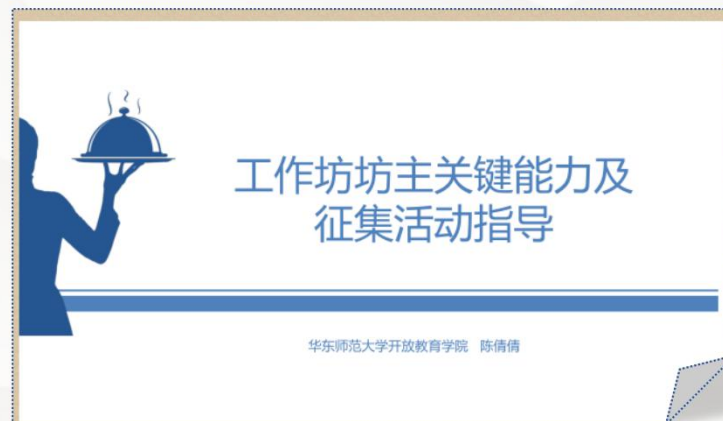 工作坊坊主关键能力及
征集活动指导
华东师范大学开放教育学院 陈倩倩